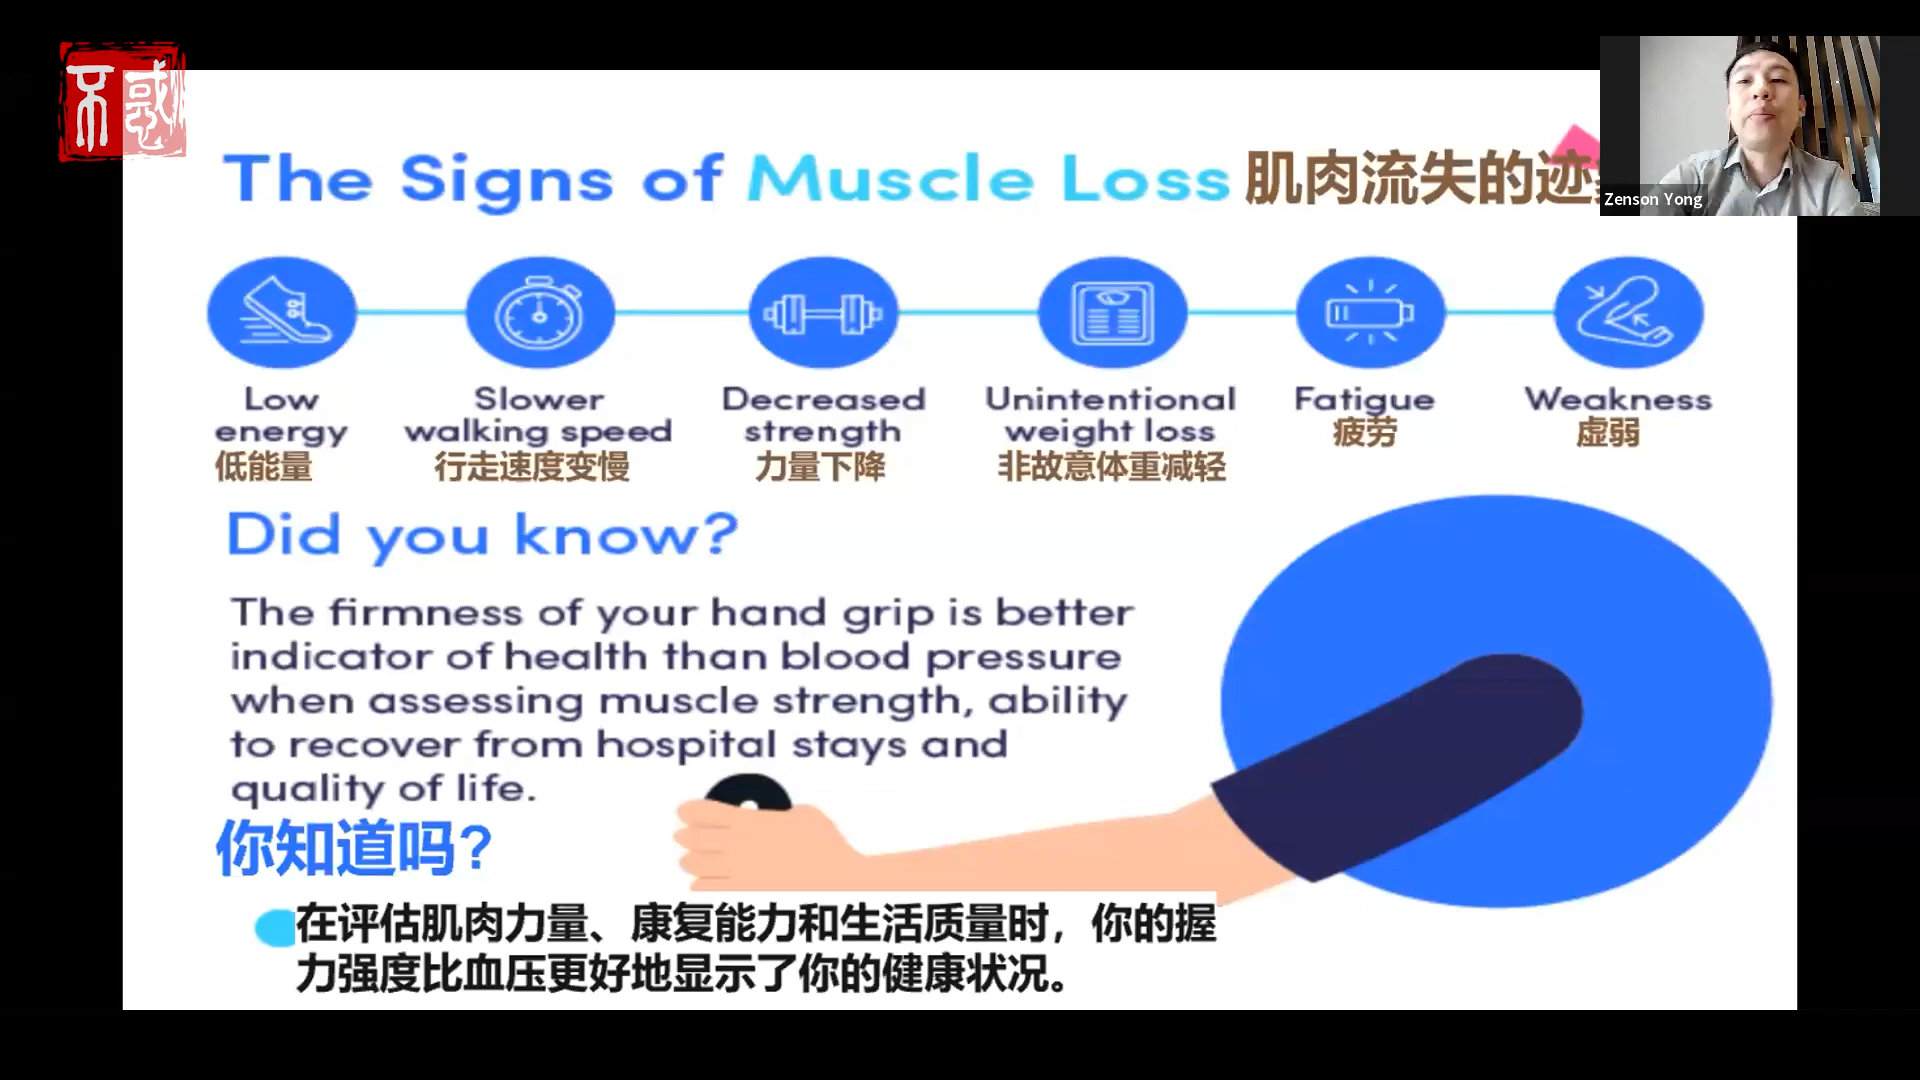 不惑
The Signs of Muscle Loss 肌肉流失的迹
Zenson Yong
Low
energy
低能量
Slower
walking speed
行走速度变慢
Decreased
strength
力量下降
Unintentional
weight loss
非故意体重减轻
Fatigue
疲劳
Weakness
虚弱
Did you know?
The firmness of your hand grip is better
indicator of health than blood pressure
when assessing muscle strength, ability
to recover from hospital stays and
quality of life.
你知道吗?
在评估肌肉力量、康复能力和生活质量时，你的握
力强度比血压更好地显示了你的健康状况。